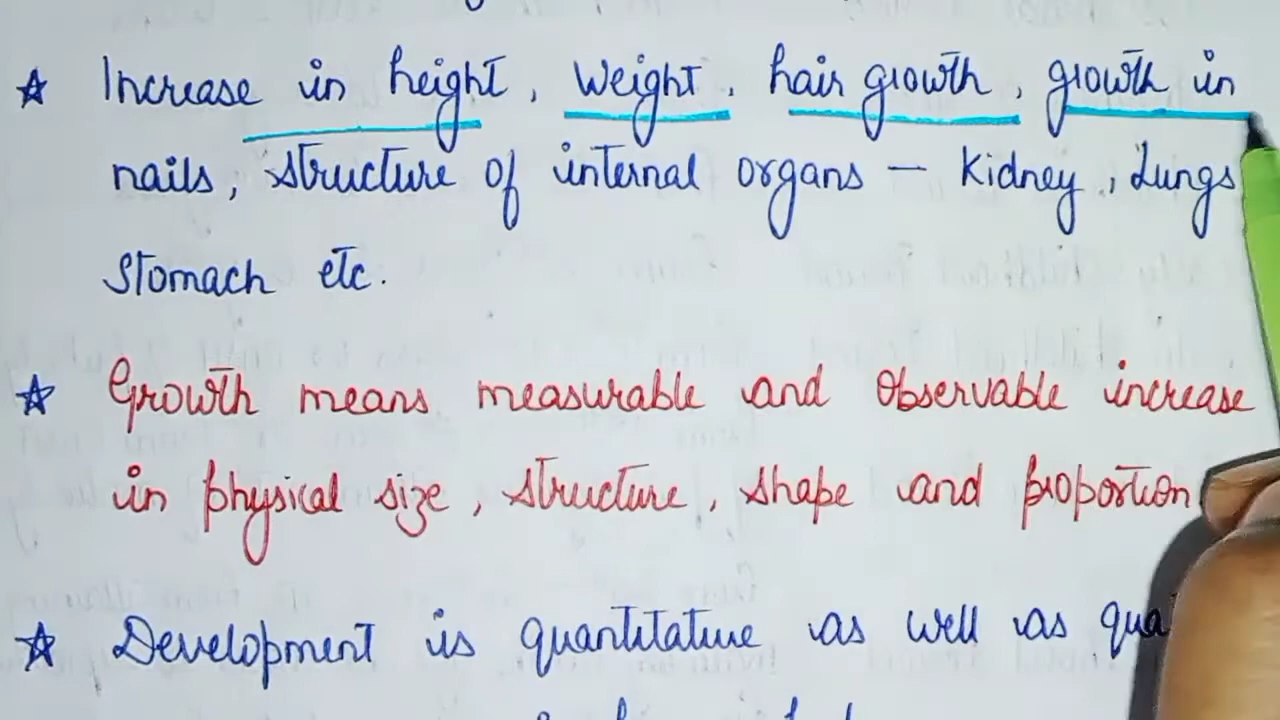 ☆ Increase in height, weight, hair growth, growth in
nails, structure of internal organs – Kidney, Lungs
Stomach etc.
☆ Growth means measurable and Observable increase
in physical size, structure, shape and proportion
☆ Development is quantitative as well as